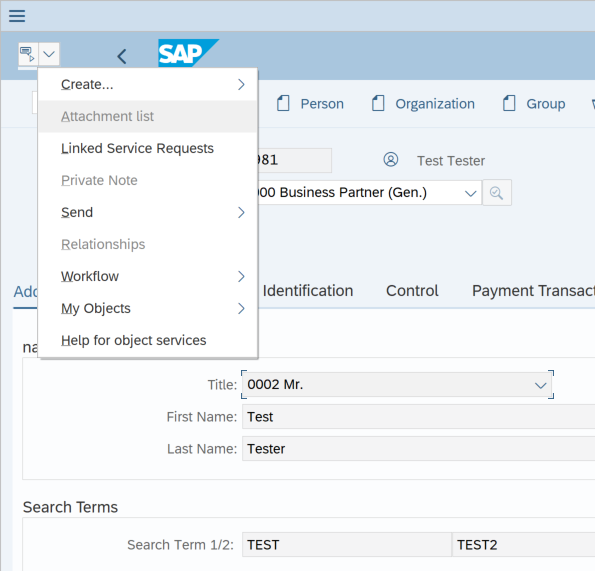 SAP
Create...
Attachment list
Linked Service Requests
Private Note
Send
Relationships
Workflow
My Objects
Help for object services
Person
Organization
Group
981
Test Tester
000 Business Partner (Gen.)
Identification
Control
Payment Transact
Title: 0002 Mr.
First Name: Test
Last Name: Tester
Search Terms
Search Term 1/2: TEST TEST2